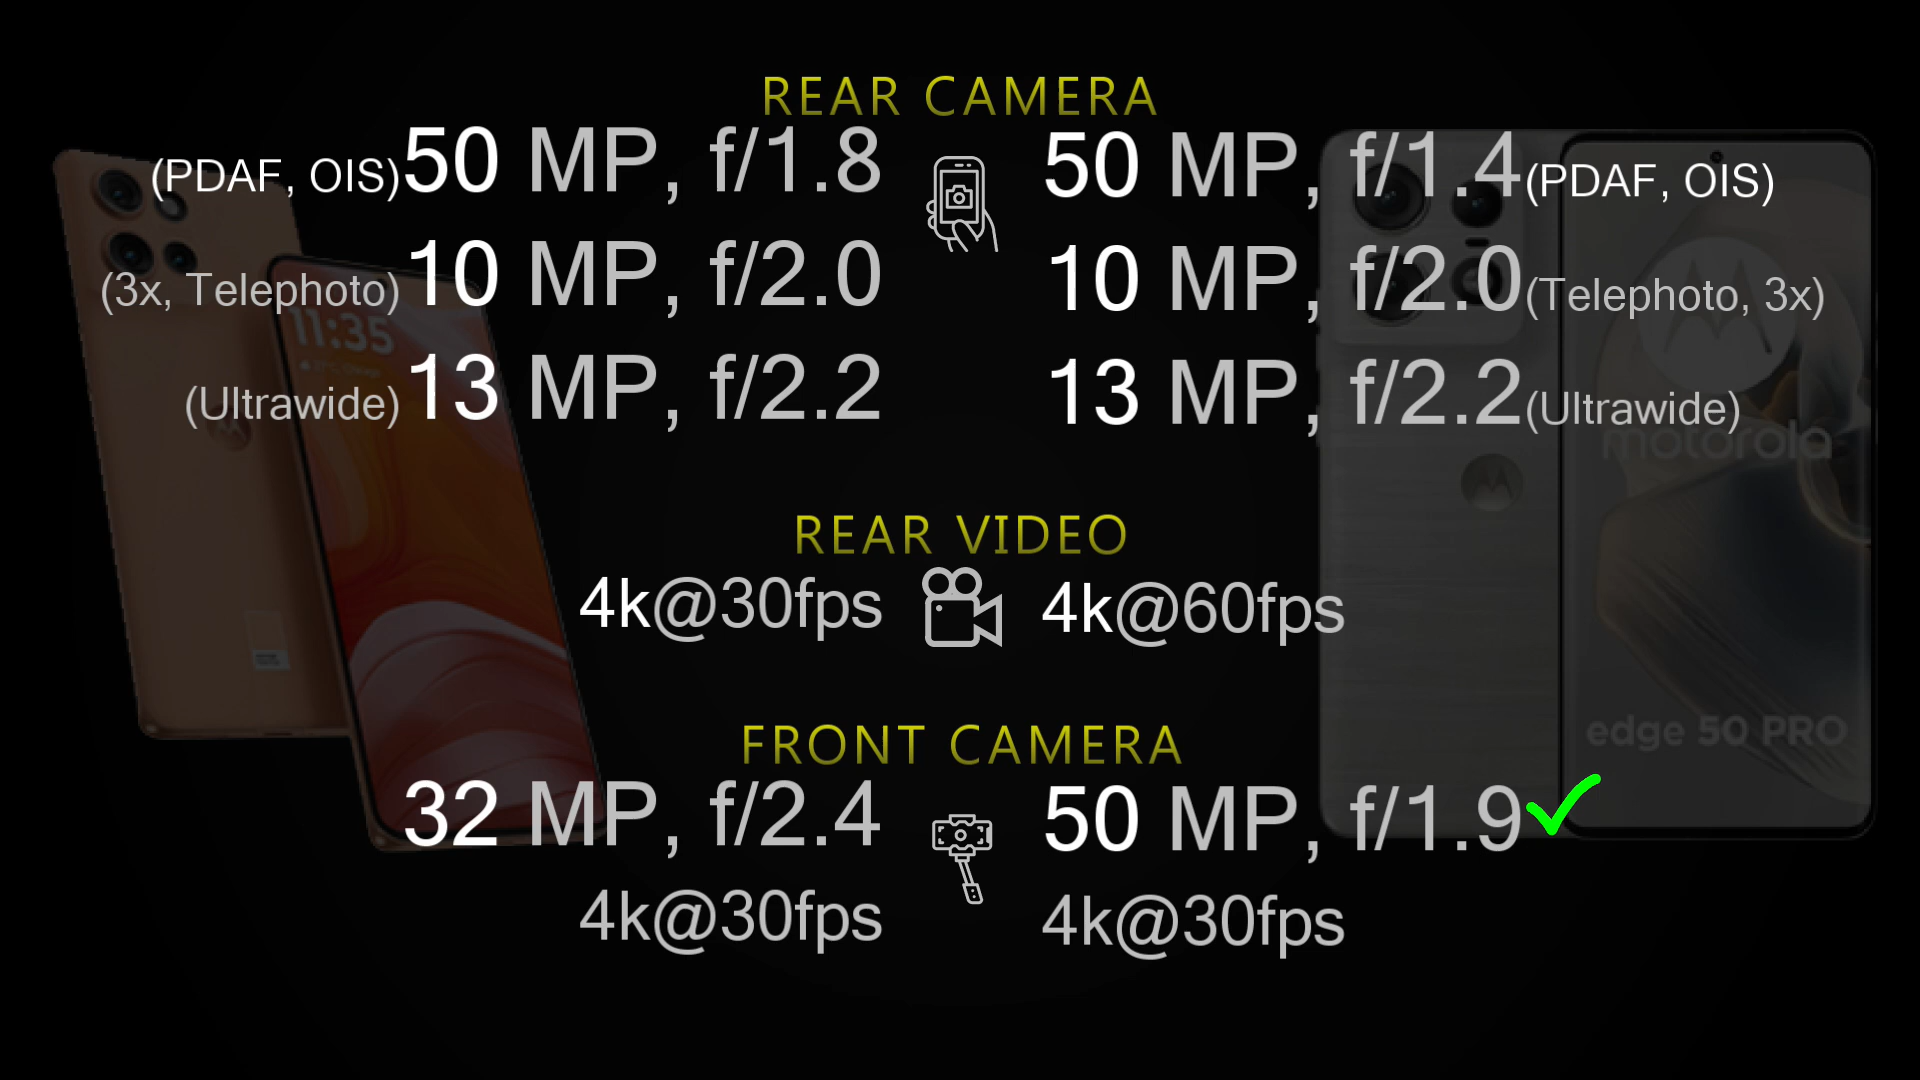 REAR CAMERA
(PDAF, OIS) 50 MP, f/1.8
50 MP, f/1.4 (PDAF, OIS)
(3x, Telephoto) 10 MP, f/2.0
10 MP, f/2.0 (Telephoto, 3x)
11:35
(Ultrawide) 13 MP, f/2.2
13 MP, f/2.2 (Ultrawide)
motorola
REAR VIDEO
4k@30fps
4k@60fps
edge 50 PRO
FRONT CAMERA
32 MP, f/2.4
50 MP, f/1.9
4k@30fps
4k@30fps